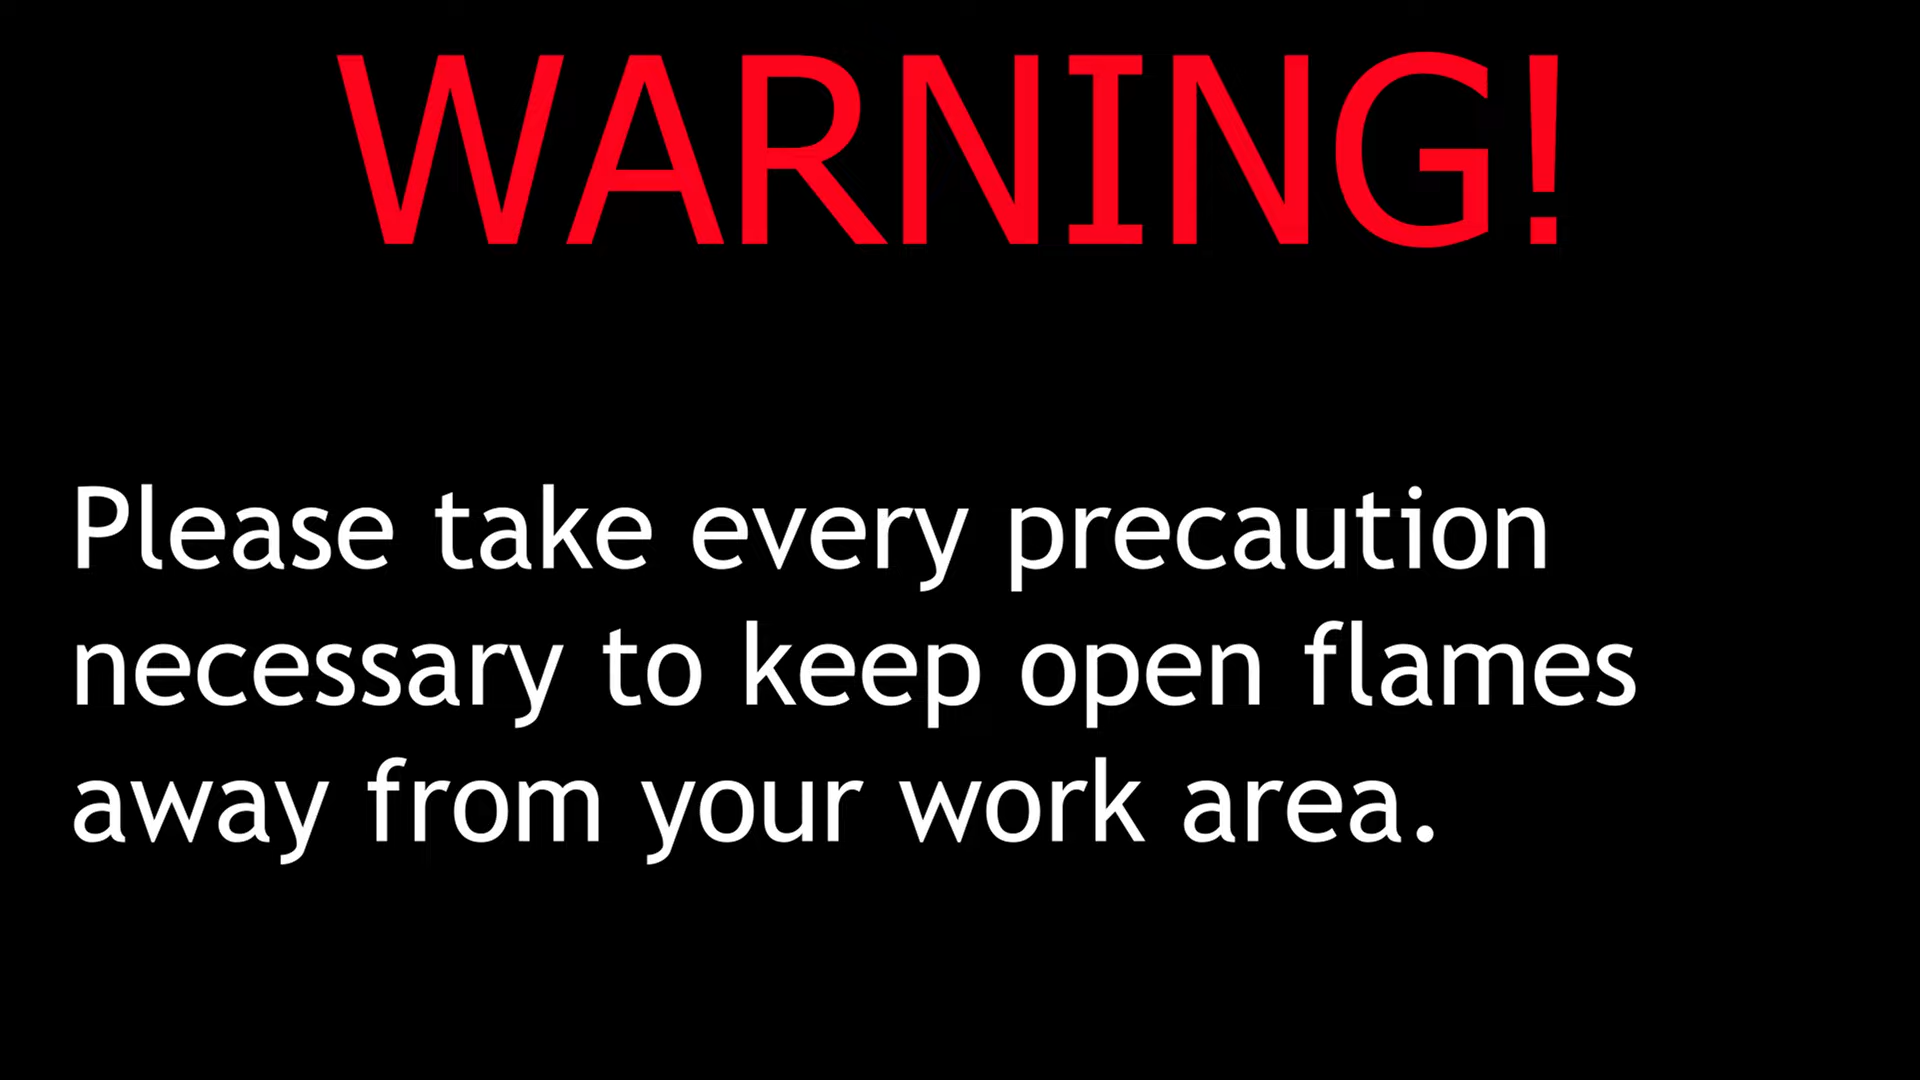 WARNING!
Please take every precaution
necessary to keep open flames
away from your work area.